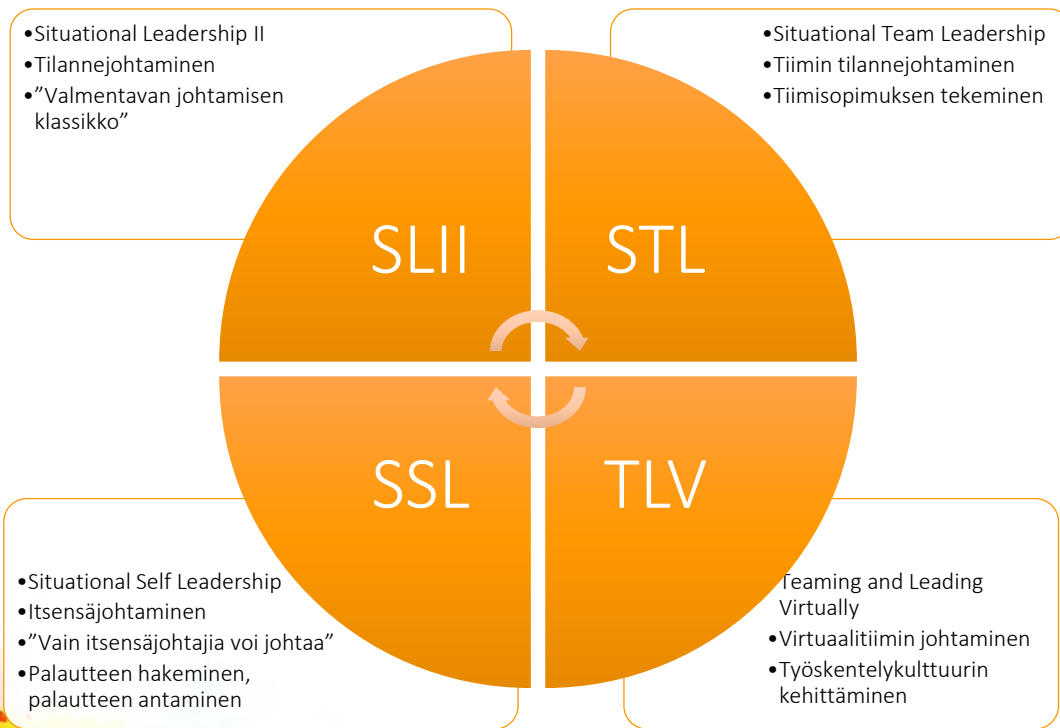 •Situational Leadership II
•Tilannejohtaminen
•”Valmentavan johtamisen
klassikko”
•Situational Team Leadership
•Tiimin tilannejohtaminen
•Tiimisopimuksen tekeminen
SLII
STL
SSL
TLV
•Situational Self Leadership
•Itsensäjohtaminen
•”Vain itsensäjohtajia voi johtaa”
•Palautteen hakeminen,
palautteen antaminen
Teaming and Leading
Virtually
•Virtuaalitiimin johtaminen
•Työskentelykulttuurin
kehittäminen